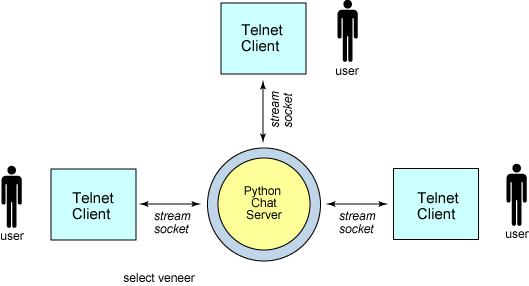 Telnet
Client
user
stream
socket
Telnet
Client
user
stream
socket
Python
Chat
Server
stream
socket
Telnet
Client
user
select veneer